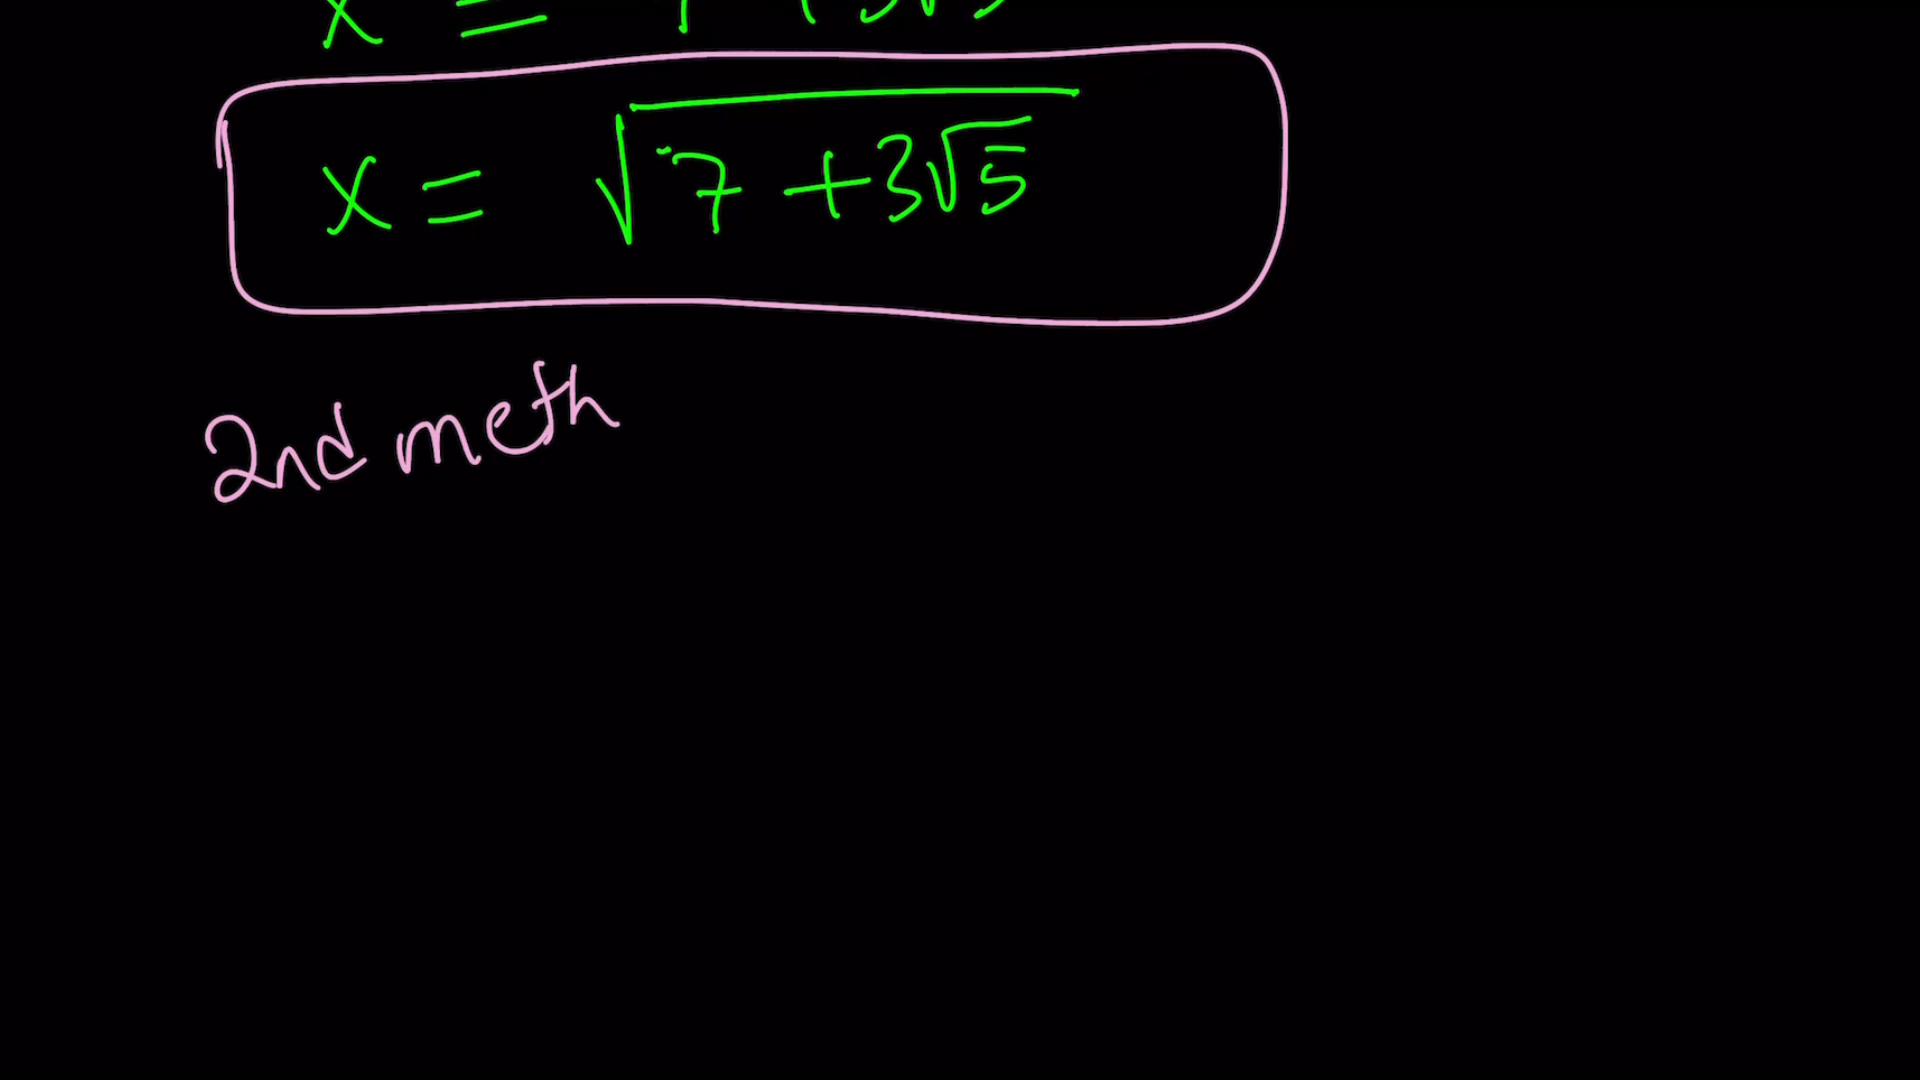 x = √(7 + 3√5)
2nd meth